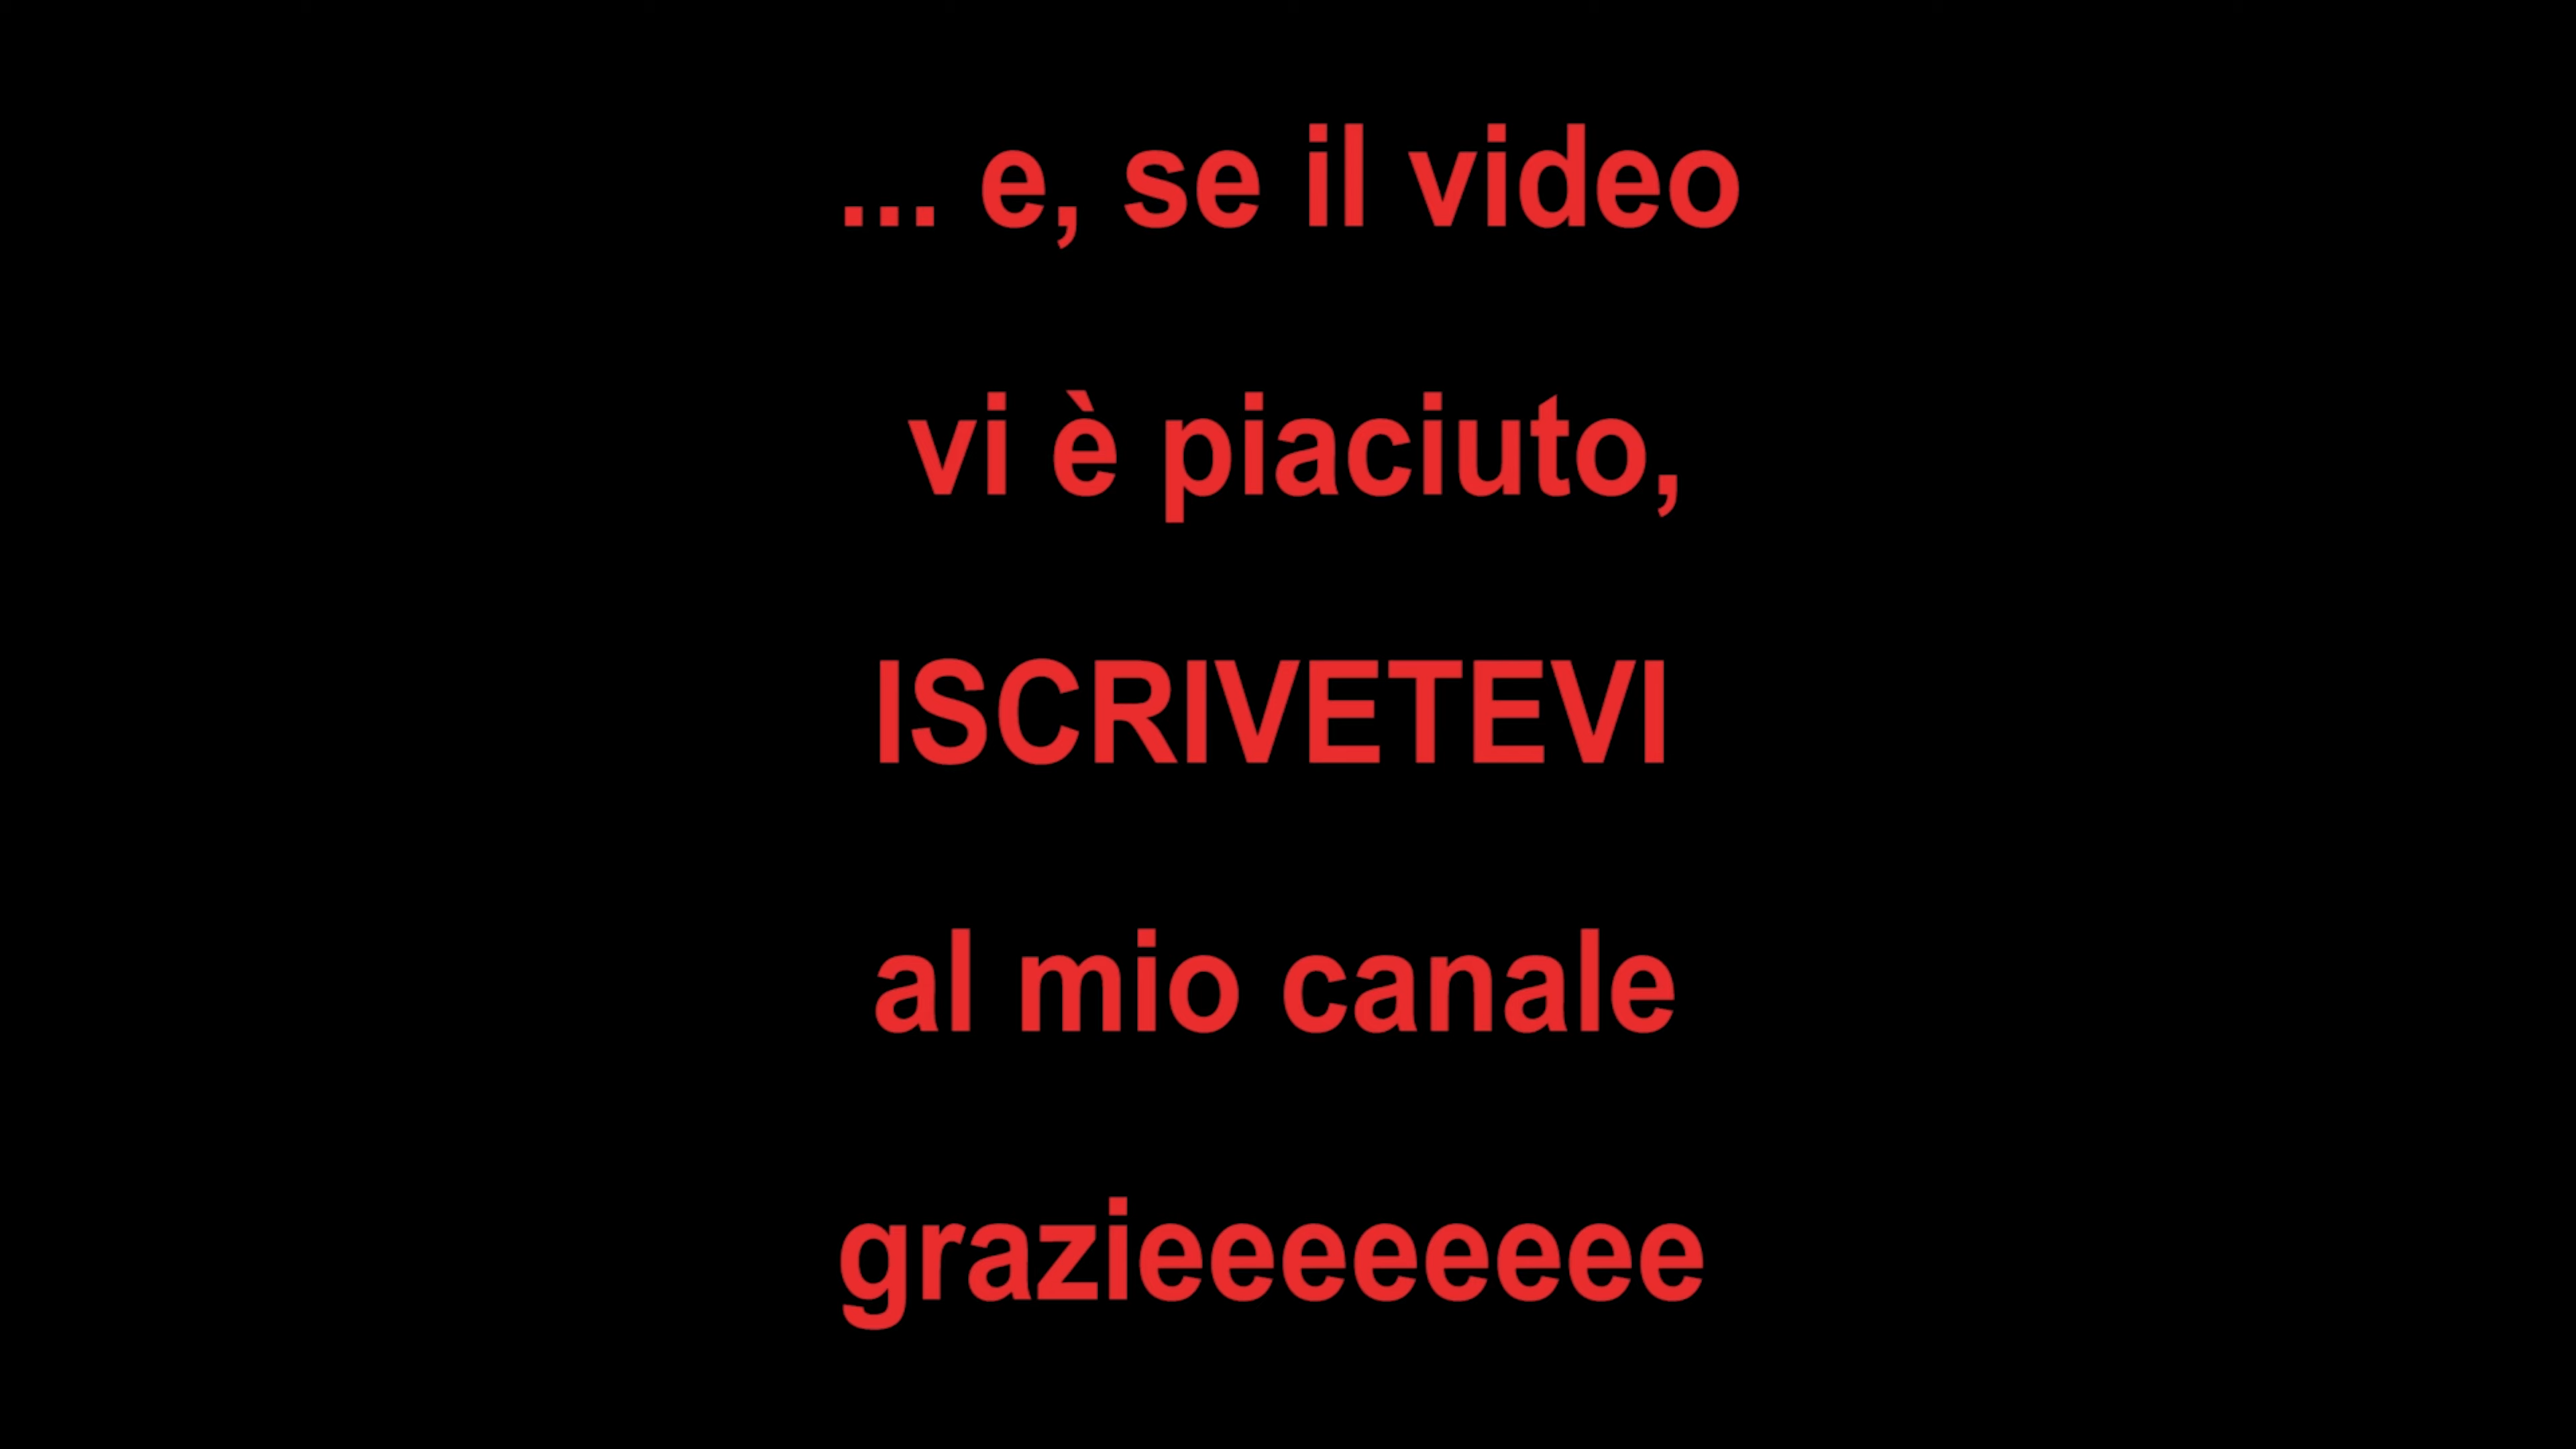 ... e, se il video
vi è piaciuto,
ISCRIVETEVI
al mio canale
grazieeeeeeee